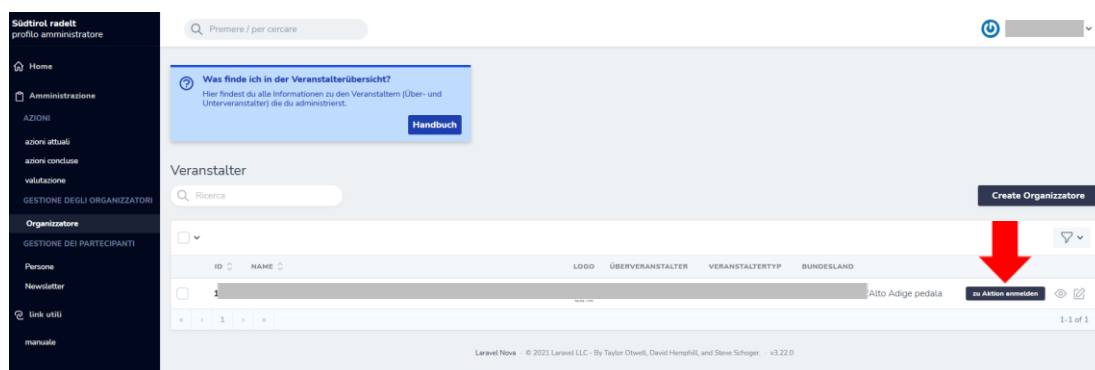 Südtirol radelt
profilo amministratore
Premere / per cercare
Home
Amministrazione
AZIONI
azioni attuali
azioni concluse
valutazione
GESTIONE DEGLI ORGANIZZATORI
Organizzatore
GESTIONE DEI PARTECIPANTI
Persone
Newsletter
link utili
manuale
Was finde ich in der Veranstalterübersicht?
Hier findest du alle Informationen zu den Veranstaltern (Über- und
Unterveranstalter) die du administrierst.
Handbuch
Veranstalter
Ricerca
Create Organizzatore
ID NAME LOGO ÜBERVERANSTALTER VERANSTALTERTYP BUNDESLAND
1 Alto Adige pedala zu Aktion anmelden
« ‹ 1 › » 1-1 of 1
Laravel Nova · © 2021 Laravel LLC - By Taylor Otwell, David Hemphill, and Steve Schoger. · v3.22.0